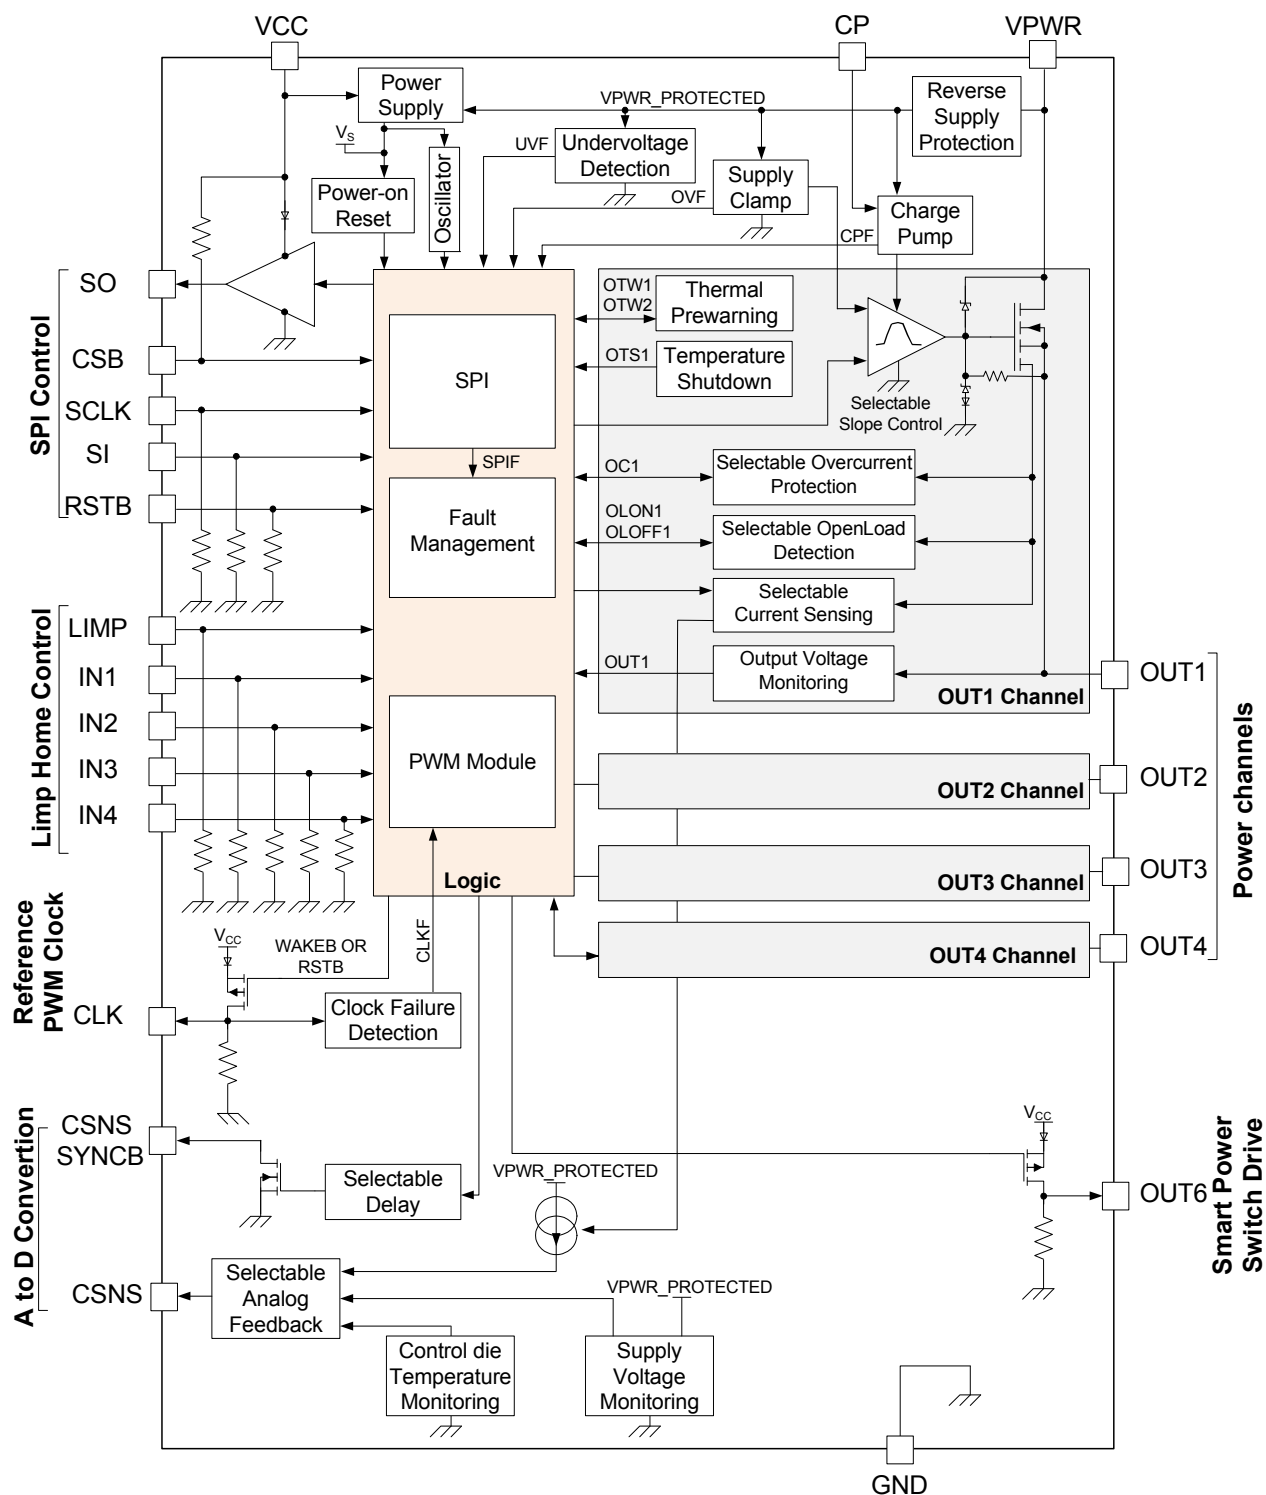 VCC
CP
VPWR
Power
Supply
VPWR_PROTECTED
Reverse
Supply
Protection
VS
UVF
Undervoltage
Detection
Oscillator
Power-on
Reset
OVF
Supply
Clamp
CPF
Charge
Pump
SPI Control
SO
CSB
SCLK
SI
RSTB
SPI
SPIF
Fault
Management
PWM Module
Logic
OTW1
OTW2
Thermal
Prewarning
OTS1
Temperature
Shutdown
Selectable
Slope Control
OC1
Selectable Overcurrent
Protection
OLON1
OLOFF1
Selectable OpenLoad
Detection
Selectable
Current Sensing
OUT1
Output Voltage
Monitoring
OUT1 Channel
OUT2 Channel
OUT3 Channel
OUT4 Channel
Power channels
OUT1
OUT2
OUT3
OUT4
Limp Home Control
LIMP
IN1
IN2
IN3
IN4
Reference
PWM Clock
CLK
VCC
WAKEB OR
RSTB
CLKF
Clock Failure
Detection
A to D Convertion
CSNS
SYNCB
CSNS
Selectable
Delay
VPWR_PROTECTED
Selectable
Analog
Feedback
Control die
Temperature
Monitoring
VPWR_PROTECTED
Supply
Voltage
Monitoring
VCC
OUT6
Smart Power
Switch Drive
GND